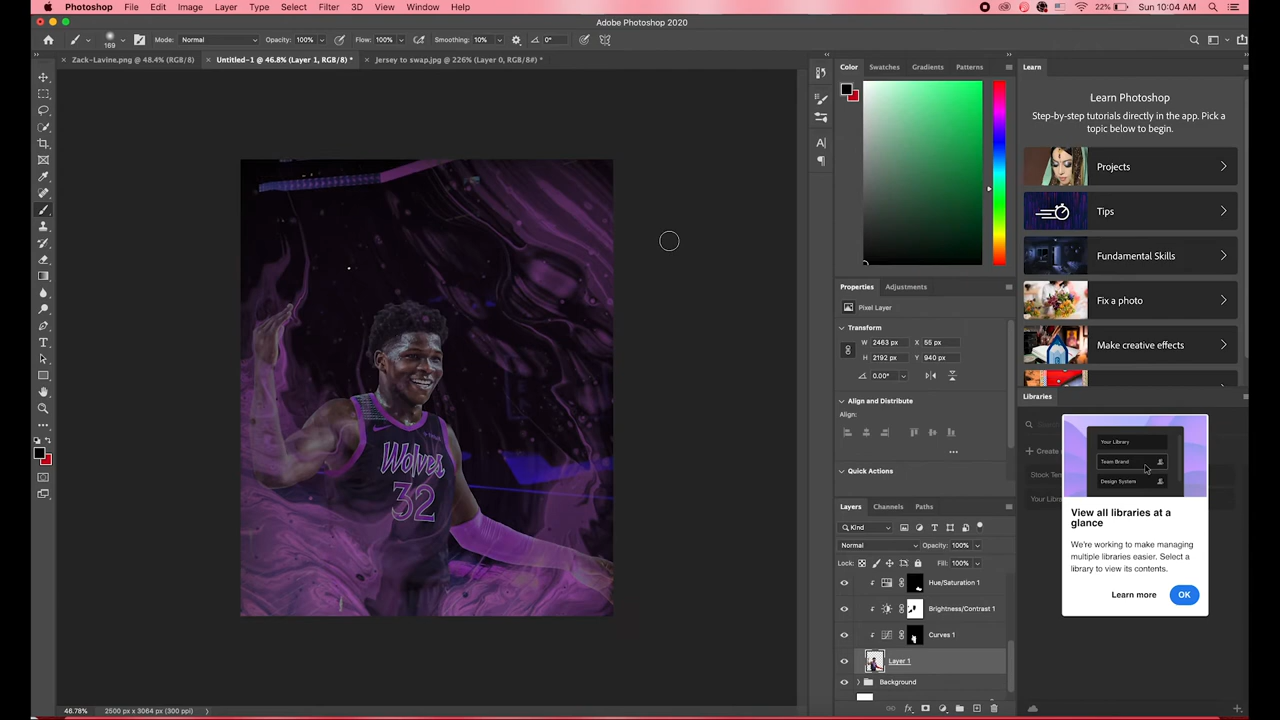 Photoshop File Edit Image Layer Type Select Filter 3D View Window Help 22% Sun 10:04 AM
Adobe Photoshop 2020
169 Mode: Normal Opacity: 100% Flow: 100% Smoothing: 10% 0°
Zack-Lavine.png @ 48.4% (RGB/8) Untitled-1 @ 46.8% (Layer 1, RGB/8) * Jersey to swap.jpg @ 226% (Layer 0, RGB/8#) *
Color Swatches Gradients Patterns
Learn
Learn Photoshop
Step-by-step tutorials directly in the app. Pick a
topic below to begin.
Projects
Tips
Fundamental Skills
Fix a photo
Make creative effects
Properties Adjustments
Pixel Layer
Transform
W 2463 px X 55 px
H 2192 px Y 940 px
0.00°
Align and Distribute
Align:
Quick Actions
Libraries
Your Library
Team Brand
Design System
View all libraries at a
glance
We're working to make managing
multiple libraries easier. Select a
library to view its contents.
Learn more OK
Layers Channels Paths
Kind
Normal Opacity: 100%
Lock: Fill: 100%
Hue/Saturation 1
Brightness/Contrast 1
Curves 1
Layer 1
Background
Wolves
32
46.78% 2500 px x 3064 px (300 ppi)